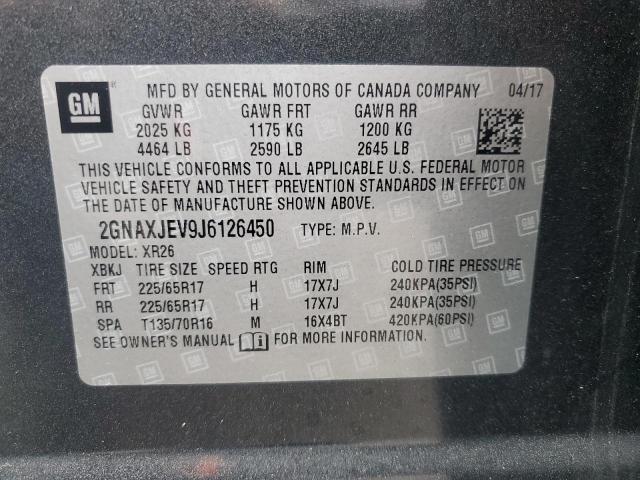 GM MFD BY GENERAL MOTORS OF CANADA COMPANY 04/17
GVWR GAWR FRT GAWR RR
2025 KG 1175 KG 1200 KG
4464 LB 2590 LB 2645 LB
THIS VEHICLE CONFORMS TO ALL APPLICABLE U.S. FEDERAL MOTOR
VEHICLE SAFETY AND THEFT PREVENTION STANDARDS IN EFFECT ON
THE DATE OF MANUFACTURE SHOWN ABOVE.
2GNAXJEV9J6126450 TYPE: M.P.V.
MODEL: XR26
XBKJ TIRE SIZE SPEED RTG RIM COLD TIRE PRESSURE
FRT 225/65R17 H 17X7J 240KPA(35PSI)
RR 225/65R17 H 17X7J 240KPA(35PSI)
SPA T135/70R16 M 16X4BT 420KPA(60PSI)
SEE OWNER'S MANUAL FOR MORE INFORMATION.